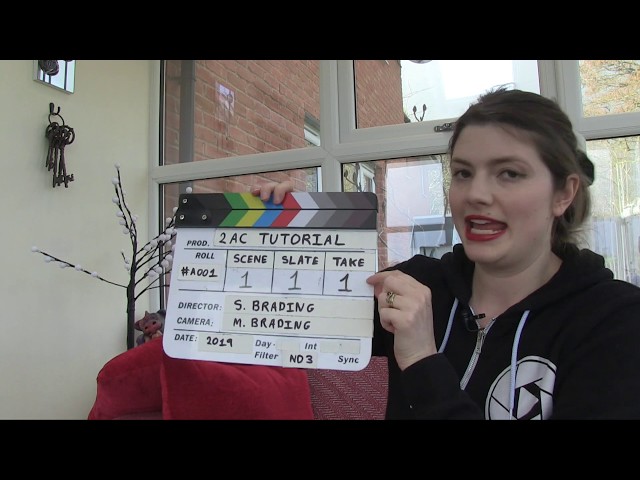 PROD. 2AC TUTORIAL
ROLL SCENE SLATE TAKE
#A001 1 1 1
DIRECTOR: S. BRADING
CAMERA: M. BRADING
DATE: 2019 Day- Int
Filter ND3 Sync